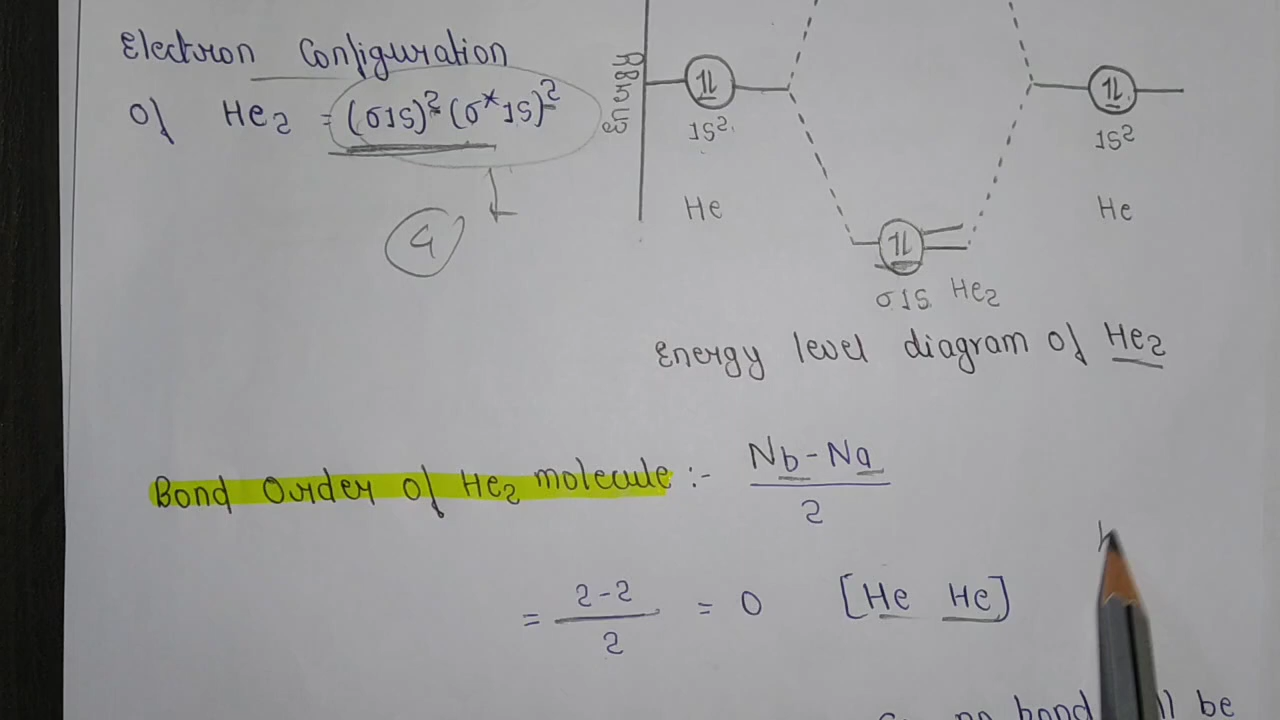 Electron Configuration
of He₂ = (σ1s)² (σ*1s)²
4
Energy
1s²
He
1s²
He
σ1s He₂
Energy level diagram of He₂
Bond Order of He₂ molecule :- Nb - Na
2
= 2-2 = 0 [He He]
2
no bond be